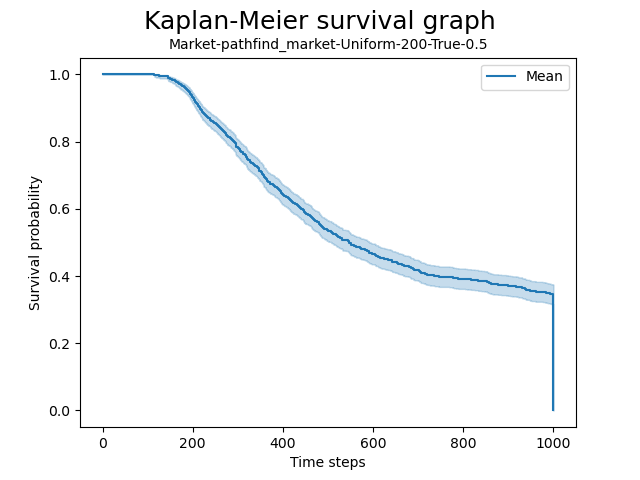 Kaplan-Meier survival graph
Market-pathfind_market-Uniform-200-True-0.5
Mean
1.0
0.8
0.6
0.4
0.2
0.0
Survival probability
0 200 400 600 800 1000
Time steps